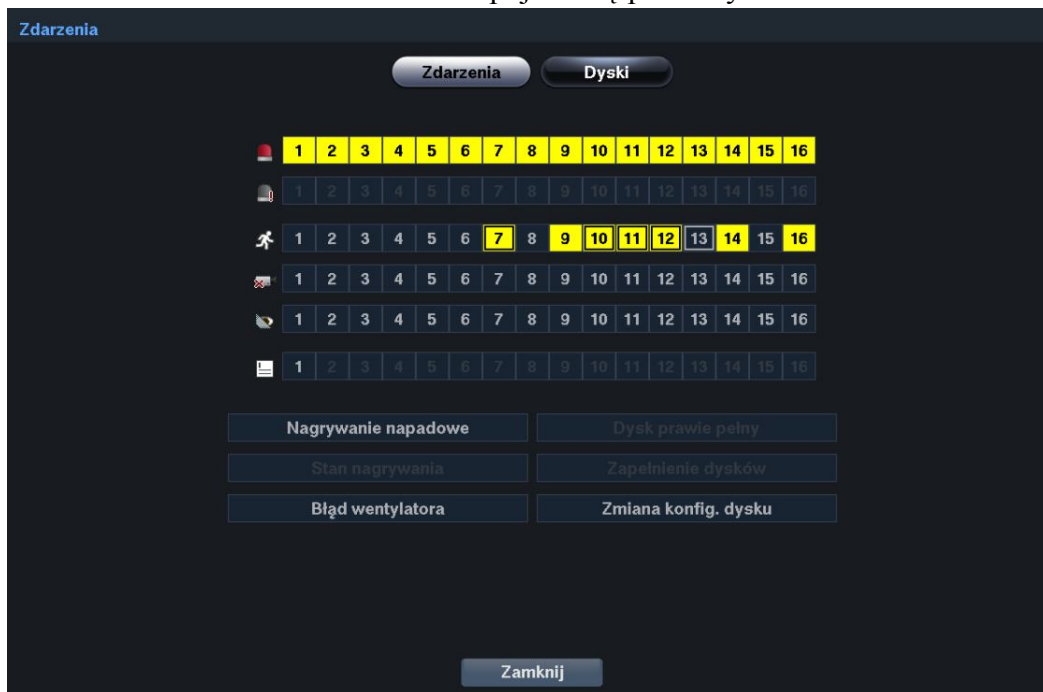 Zdarzenia
Zdarzenia Dyski
1 2 3 4 5 6 7 8 9 10 11 12 13 14 15 16
1 2 3 4 5 6 7 8 9 10 11 12 13 14 15 16
1 2 3 4 5 6 7 8 9 10 11 12 13 14 15 16
1 2 3 4 5 6 7 8 9 10 11 12 13 14 15 16
1 2 3 4 5 6 7 8 9 10 11 12 13 14 15 16
1 2 3 4 5 6 7 8 9 10 11 12 13 14 15 16
Nagrywanie napadowe Dysk prawie pełny
Stan nagrywania Zapełnienie dysków
Błąd wentylatora Zmiana konfig. dysku
Zamknij